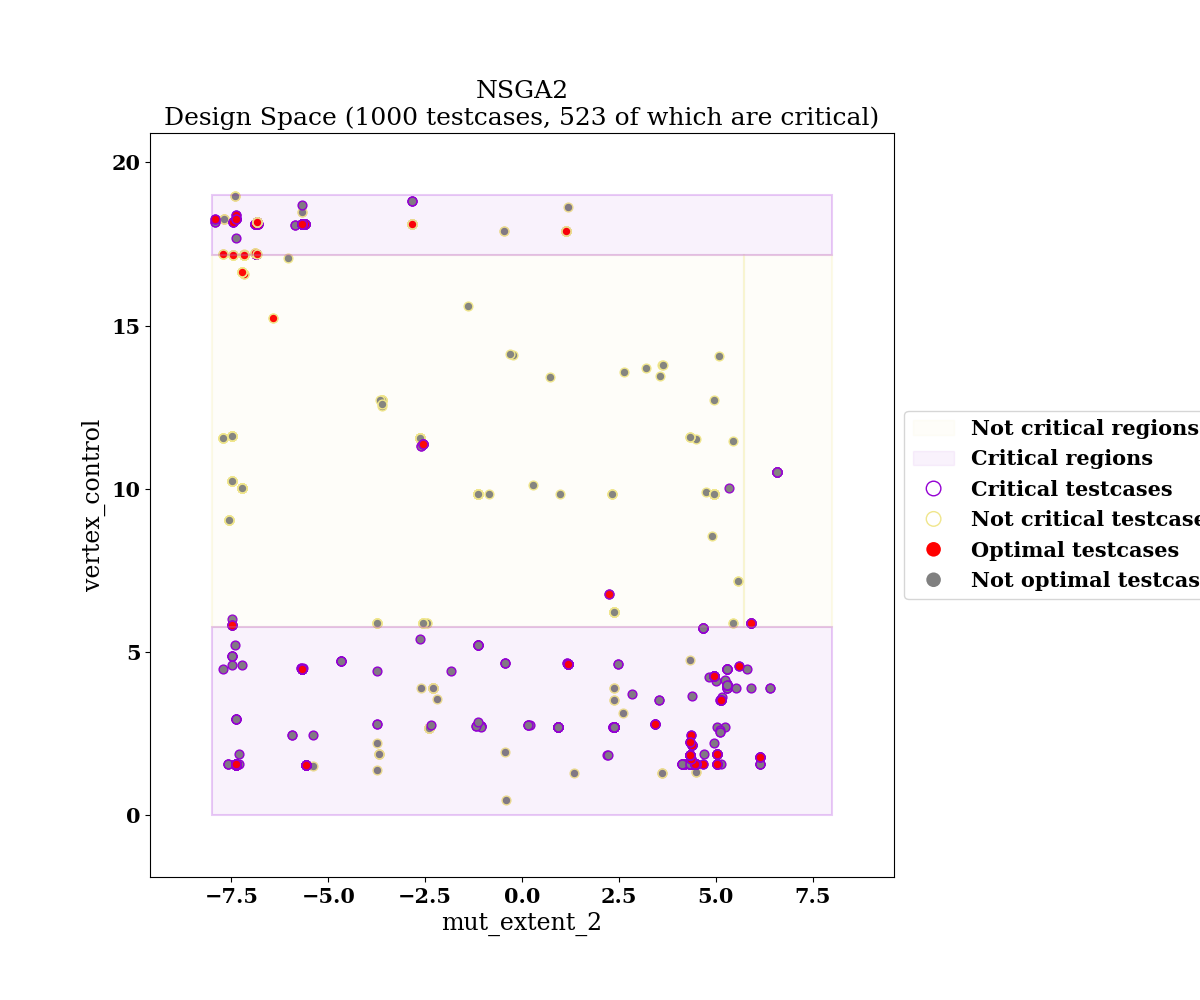 NSGA2
Design Space (1000 testcases, 523 of which are critical)
20
15
10
5
0
vertex_control
−7.5 −5.0 −2.5 0.0 2.5 5.0 7.5
mut_extent_2
Not critical regions
Critical regions
Critical testcases
Not critical testcase
Optimal testcases
Not optimal testcas